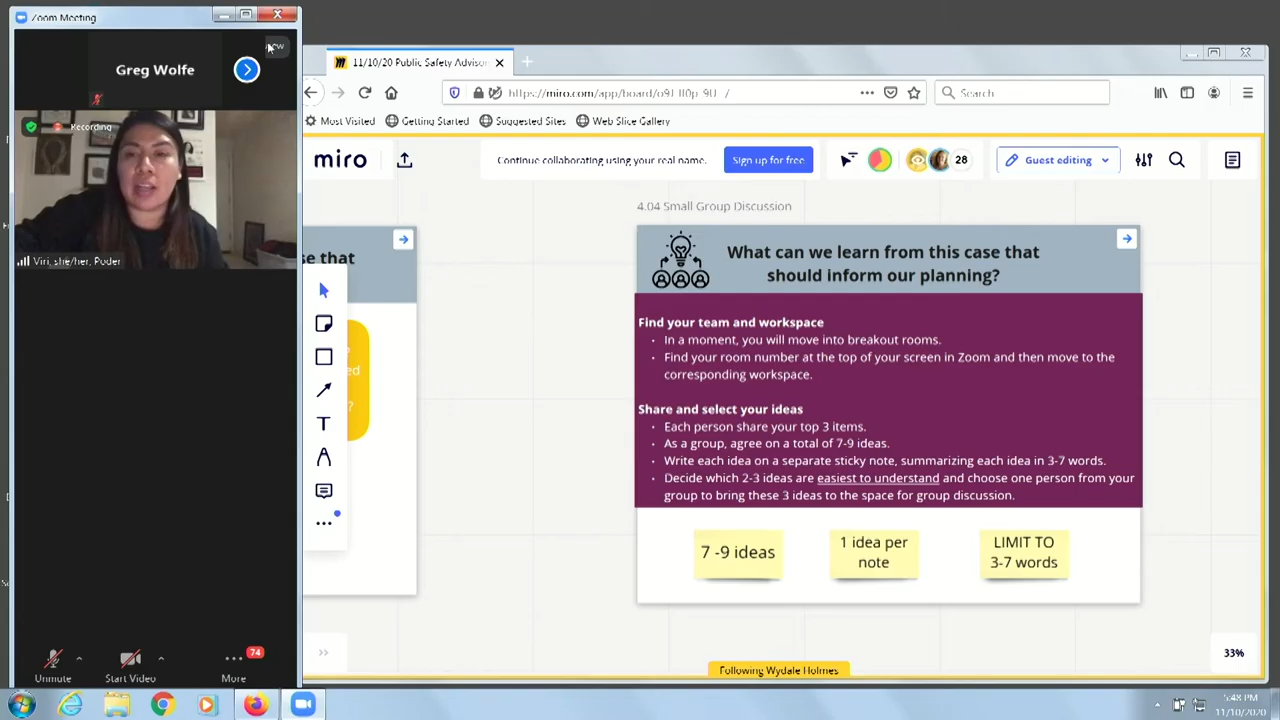 Zoom Meeting
Greg Wolfe
Recording
Viri, she/her, Poder
Unmute
Start Video
More
74
11/10/20 Public Safety Advisor
Search
Most Visited
Getting Started
Suggested Sites
Web Slice Gallery
miro
Continue collaborating using your real name.
Sign up for free
28
Guest editing
se that
ed
?
4.04 Small Group Discussion
What can we learn from this case that
should inform our planning?
Find your team and workspace
· In a moment, you will move into breakout rooms.
· Find your room number at the top of your screen in Zoom and then move to the
corresponding workspace.
Share and select your ideas
· Each person share your top 3 items.
· As a group, agree on a total of 7-9 ideas.
· Write each idea on a separate sticky note, summarizing each idea in 3-7 words.
· Decide which 2-3 ideas are easiest to understand and choose one person from your
group to bring these 3 ideas to the space for group discussion.
7 -9 ideas
1 idea per
note
LIMIT TO
3-7 words
33%
Following Wydale Holmes
5:48 PM
11/10/2020